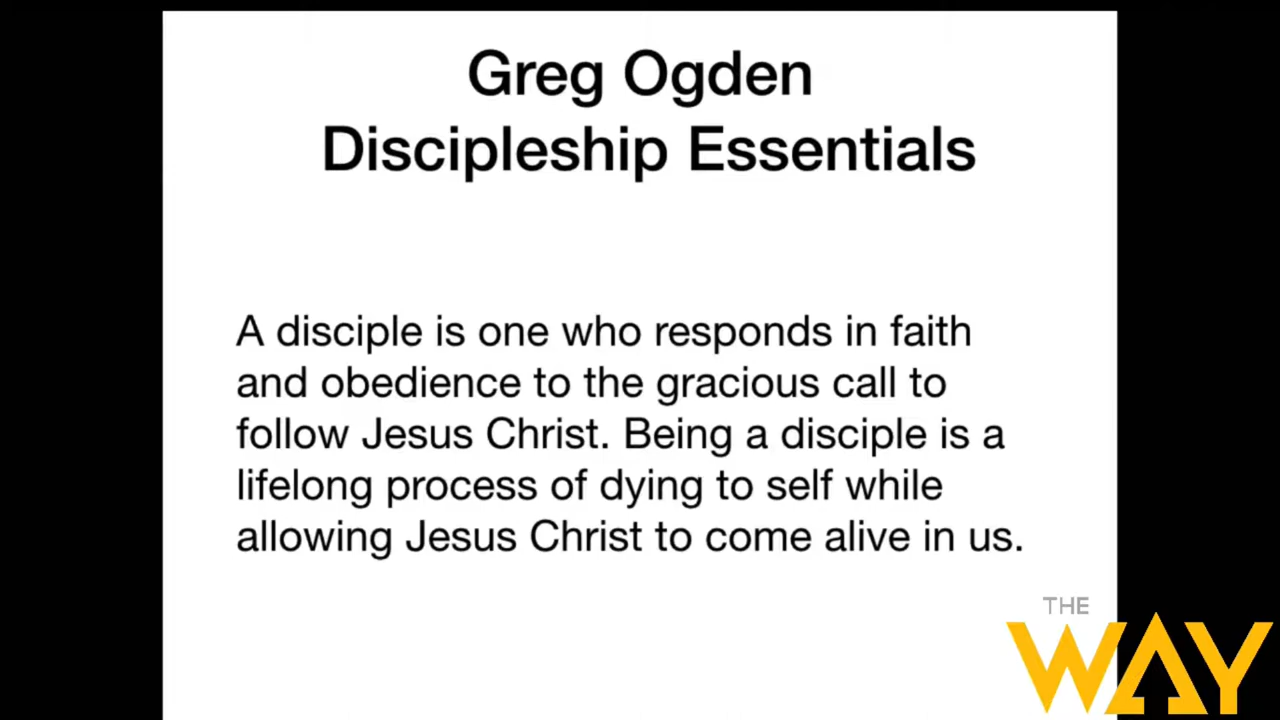 Greg Ogden
Discipleship Essentials
A disciple is one who responds in faith
and obedience to the gracious call to
follow Jesus Christ. Being a disciple is a
lifelong process of dying to self while
allowing Jesus Christ to come alive in us.
THE
WAY